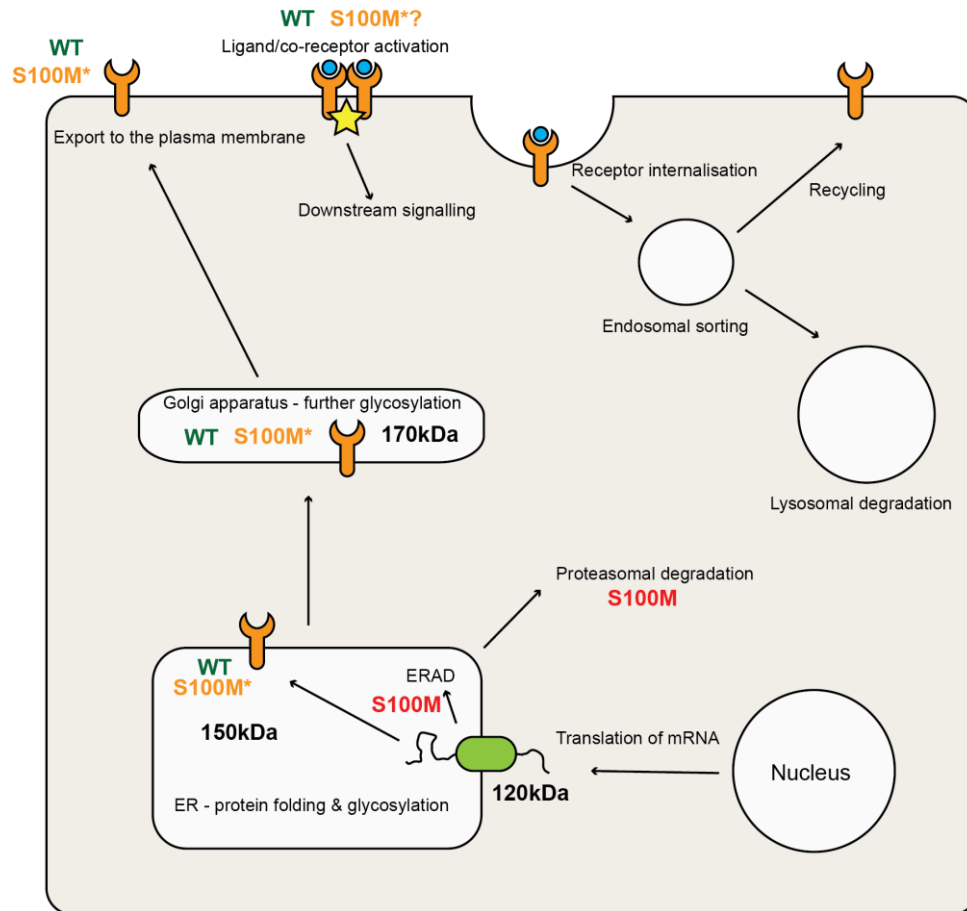 WT S100M*?
Ligand/co-receptor activation
WT
S100M*
Export to the plasma membrane
Downstream signalling
Receptor internalisation
Recycling
Endosomal sorting
Lysosomal degradation
Golgi apparatus - further glycosylation
WT S100M* 170kDa
Proteasomal degradation
S100M
WT
S100M*
ERAD
S100M
150kDa
Translation of mRNA
Nucleus
120kDa
ER - protein folding & glycosylation